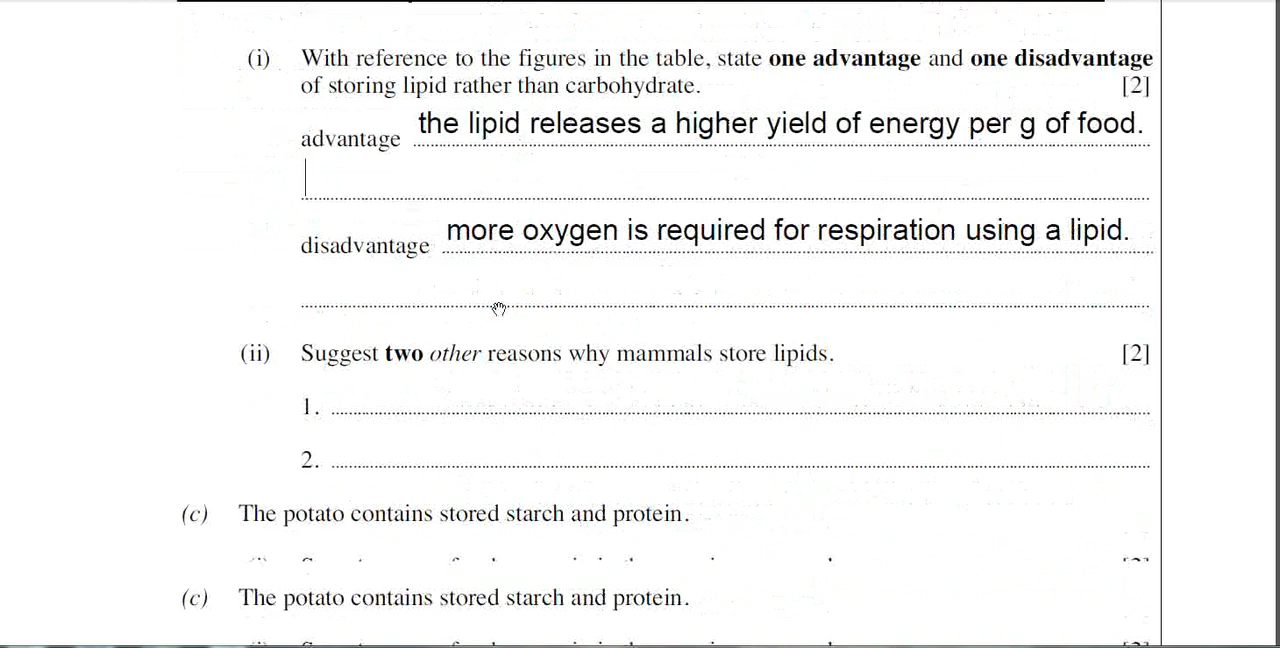 (i) With reference to the figures in the table, state one advantage and one disadvantage
of storing lipid rather than carbohydrate. [2]
advantage the lipid releases a higher yield of energy per g of food.
disadvantage more oxygen is required for respiration using a lipid.
(ii) Suggest two other reasons why mammals store lipids. [2]
1.
2.
(c) The potato contains stored starch and protein.
(c) The potato contains stored starch and protein.